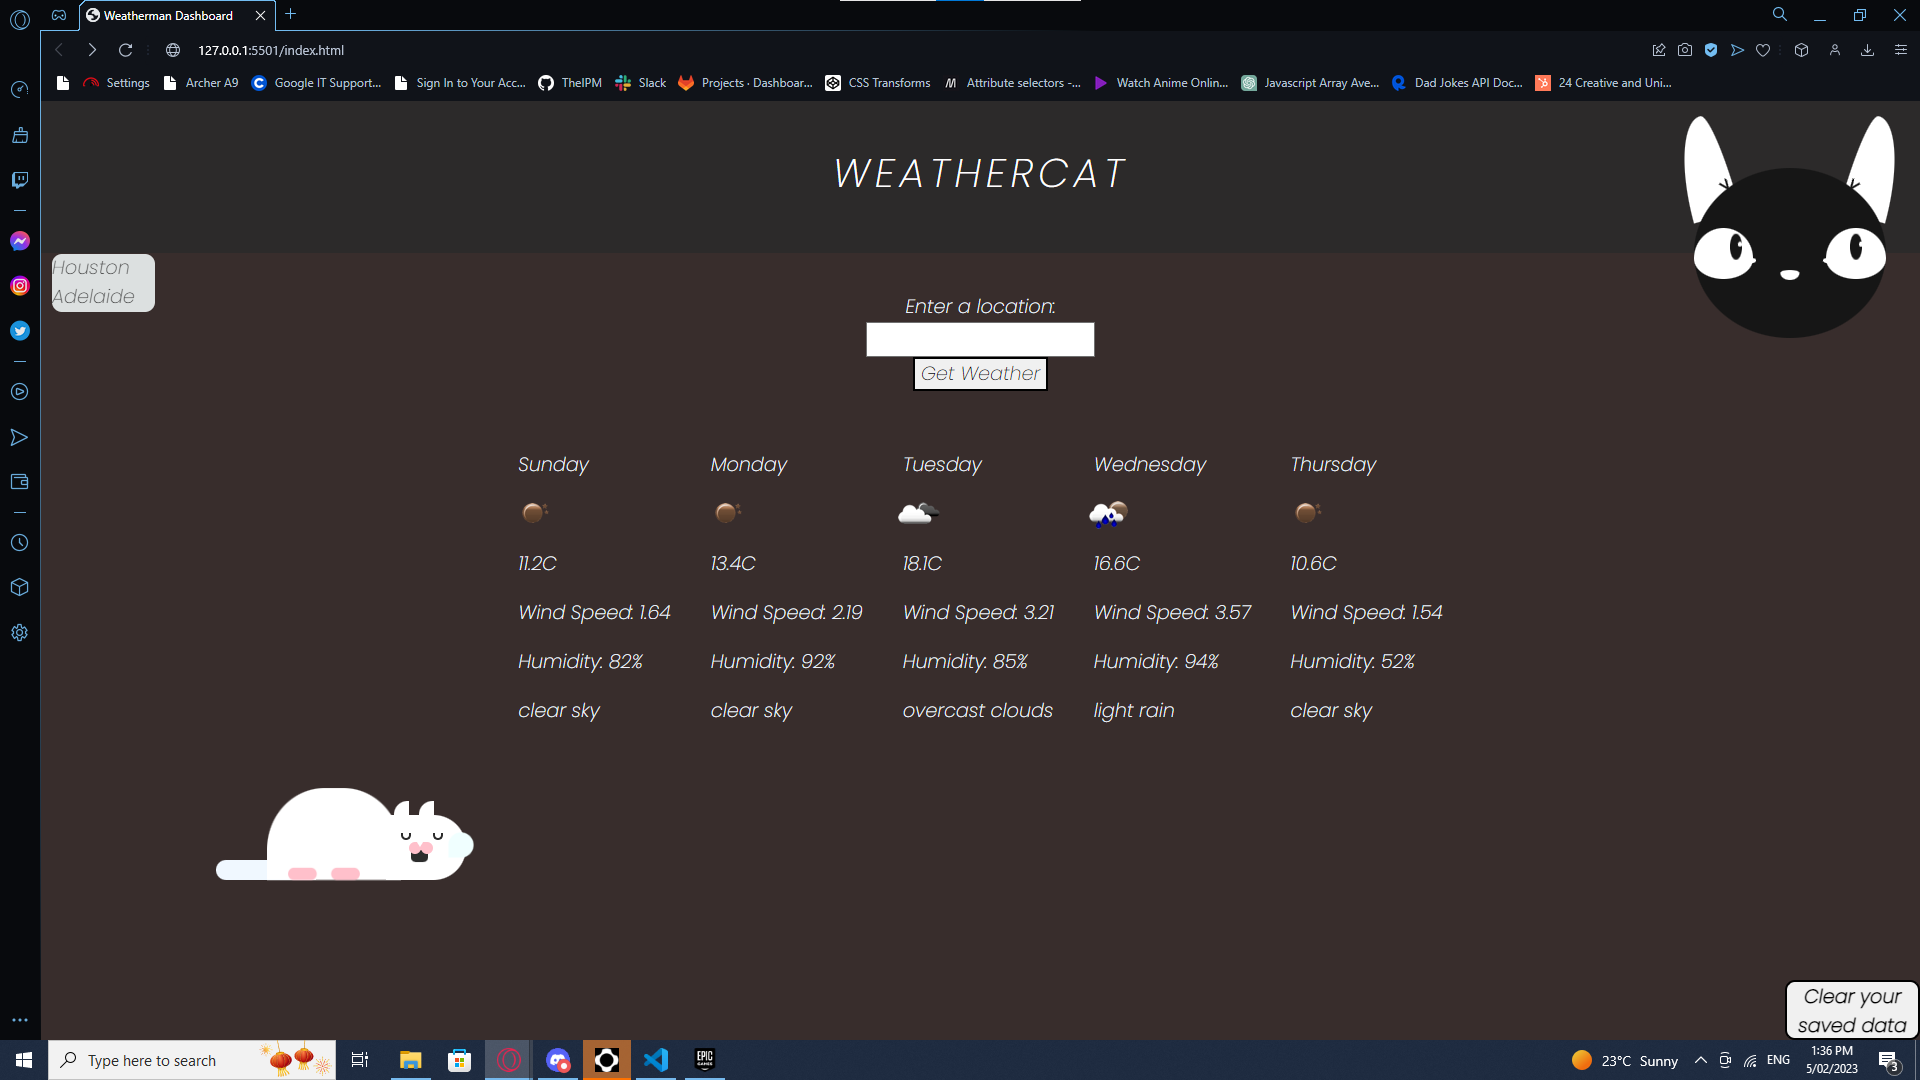 Weatherman Dashboard
127.0.0.1:5501/index.html
Settings
Archer A9
Google IT Support...
Sign In to Your Acc...
TheIPM
Slack
Projects · Dashboar...
CSS Transforms
Attribute selectors -...
Watch Anime Onlin...
Javascript Array Ave...
Dad Jokes API Doc...
24 Creative and Uni...
WEATHERCAT
Houston
Adelaide
Enter a location:
Get Weather
Sunday Monday Tuesday Wednesday Thursday
11.2C 13.4C 18.1C 16.6C 10.6C
Wind Speed: 1.64 Wind Speed: 2.19 Wind Speed: 3.21 Wind Speed: 3.57 Wind Speed: 1.54
Humidity: 82% Humidity: 92% Humidity: 85% Humidity: 94% Humidity: 52%
clear sky clear sky overcast clouds light rain clear sky
Clear your
saved data
Type here to search
EPIC
GAMES
23°C Sunny
ENG
1:36 PM
5/02/2023
3